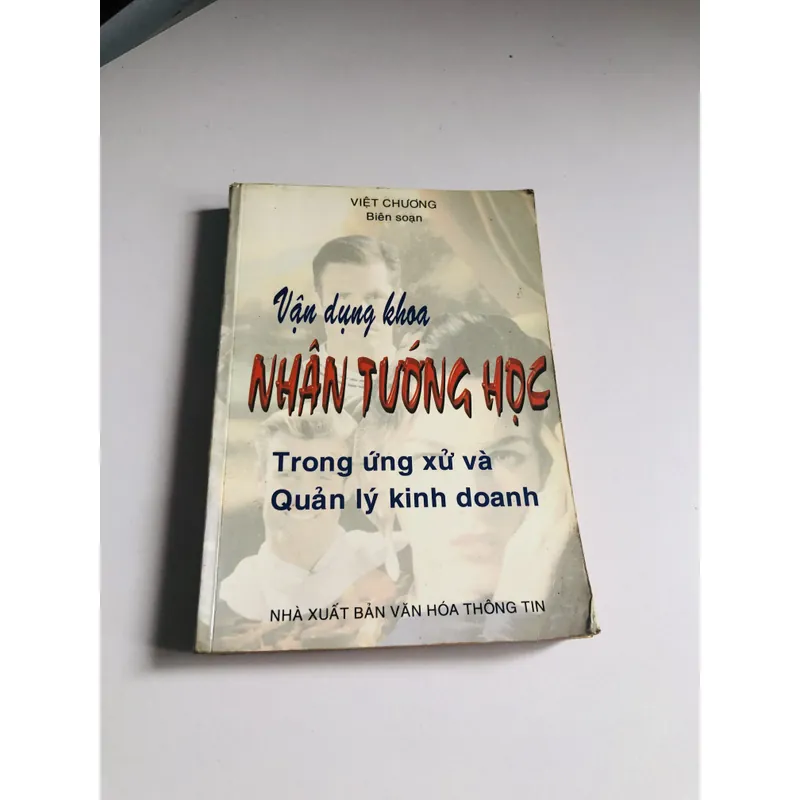 VIỆT CHƯƠNG
Biên soạn
Vận dụng khoa
NHÂN TƯỚNG HỌC
Trong ứng xử và
Quản lý kinh doanh
NHÀ XUẤT BẢN VĂN HÓA THÔNG TIN